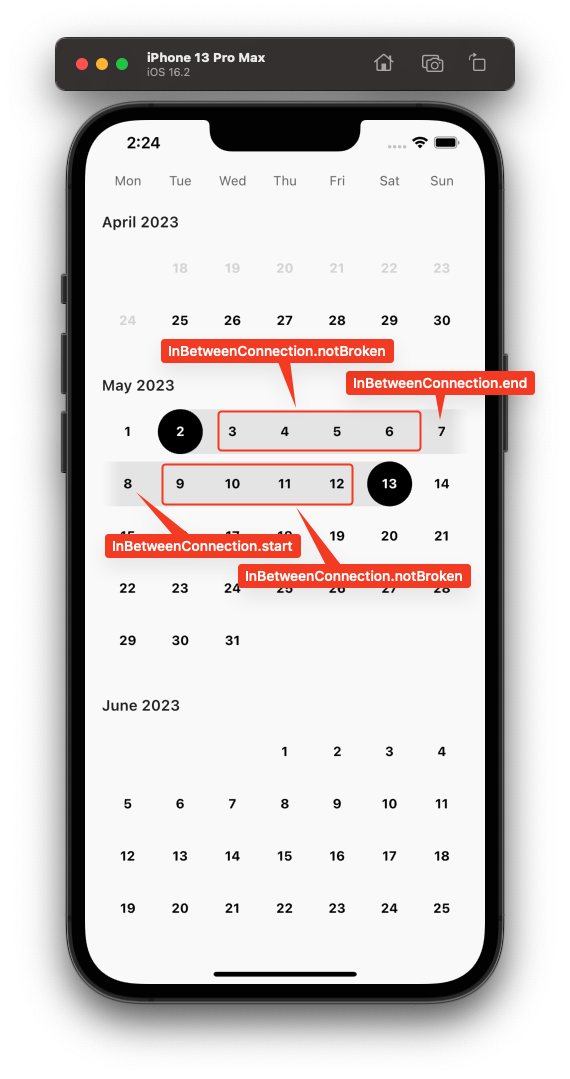 iPhone 13 Pro Max
iOS 16.2
2:24
Mon Tue Wed Thu Fri Sat Sun
April 2023
18 19 20 21 22 23
24 25 26 27 28 29 30
InBetweenConnection.notBroken
May 2023
InBetweenConnection.end
1 2 3 4 5 6 7
8 9 10 11 12 13 14
19 20 21
InBetweenConnection.start
InBetweenConnection.notBroken
22 23 24 25 26 27 28
29 30 31
June 2023
1 2 3 4
5 6 7 8 9 10 11
12 13 14 15 16 17 18
19 20 21 22 23 24 25